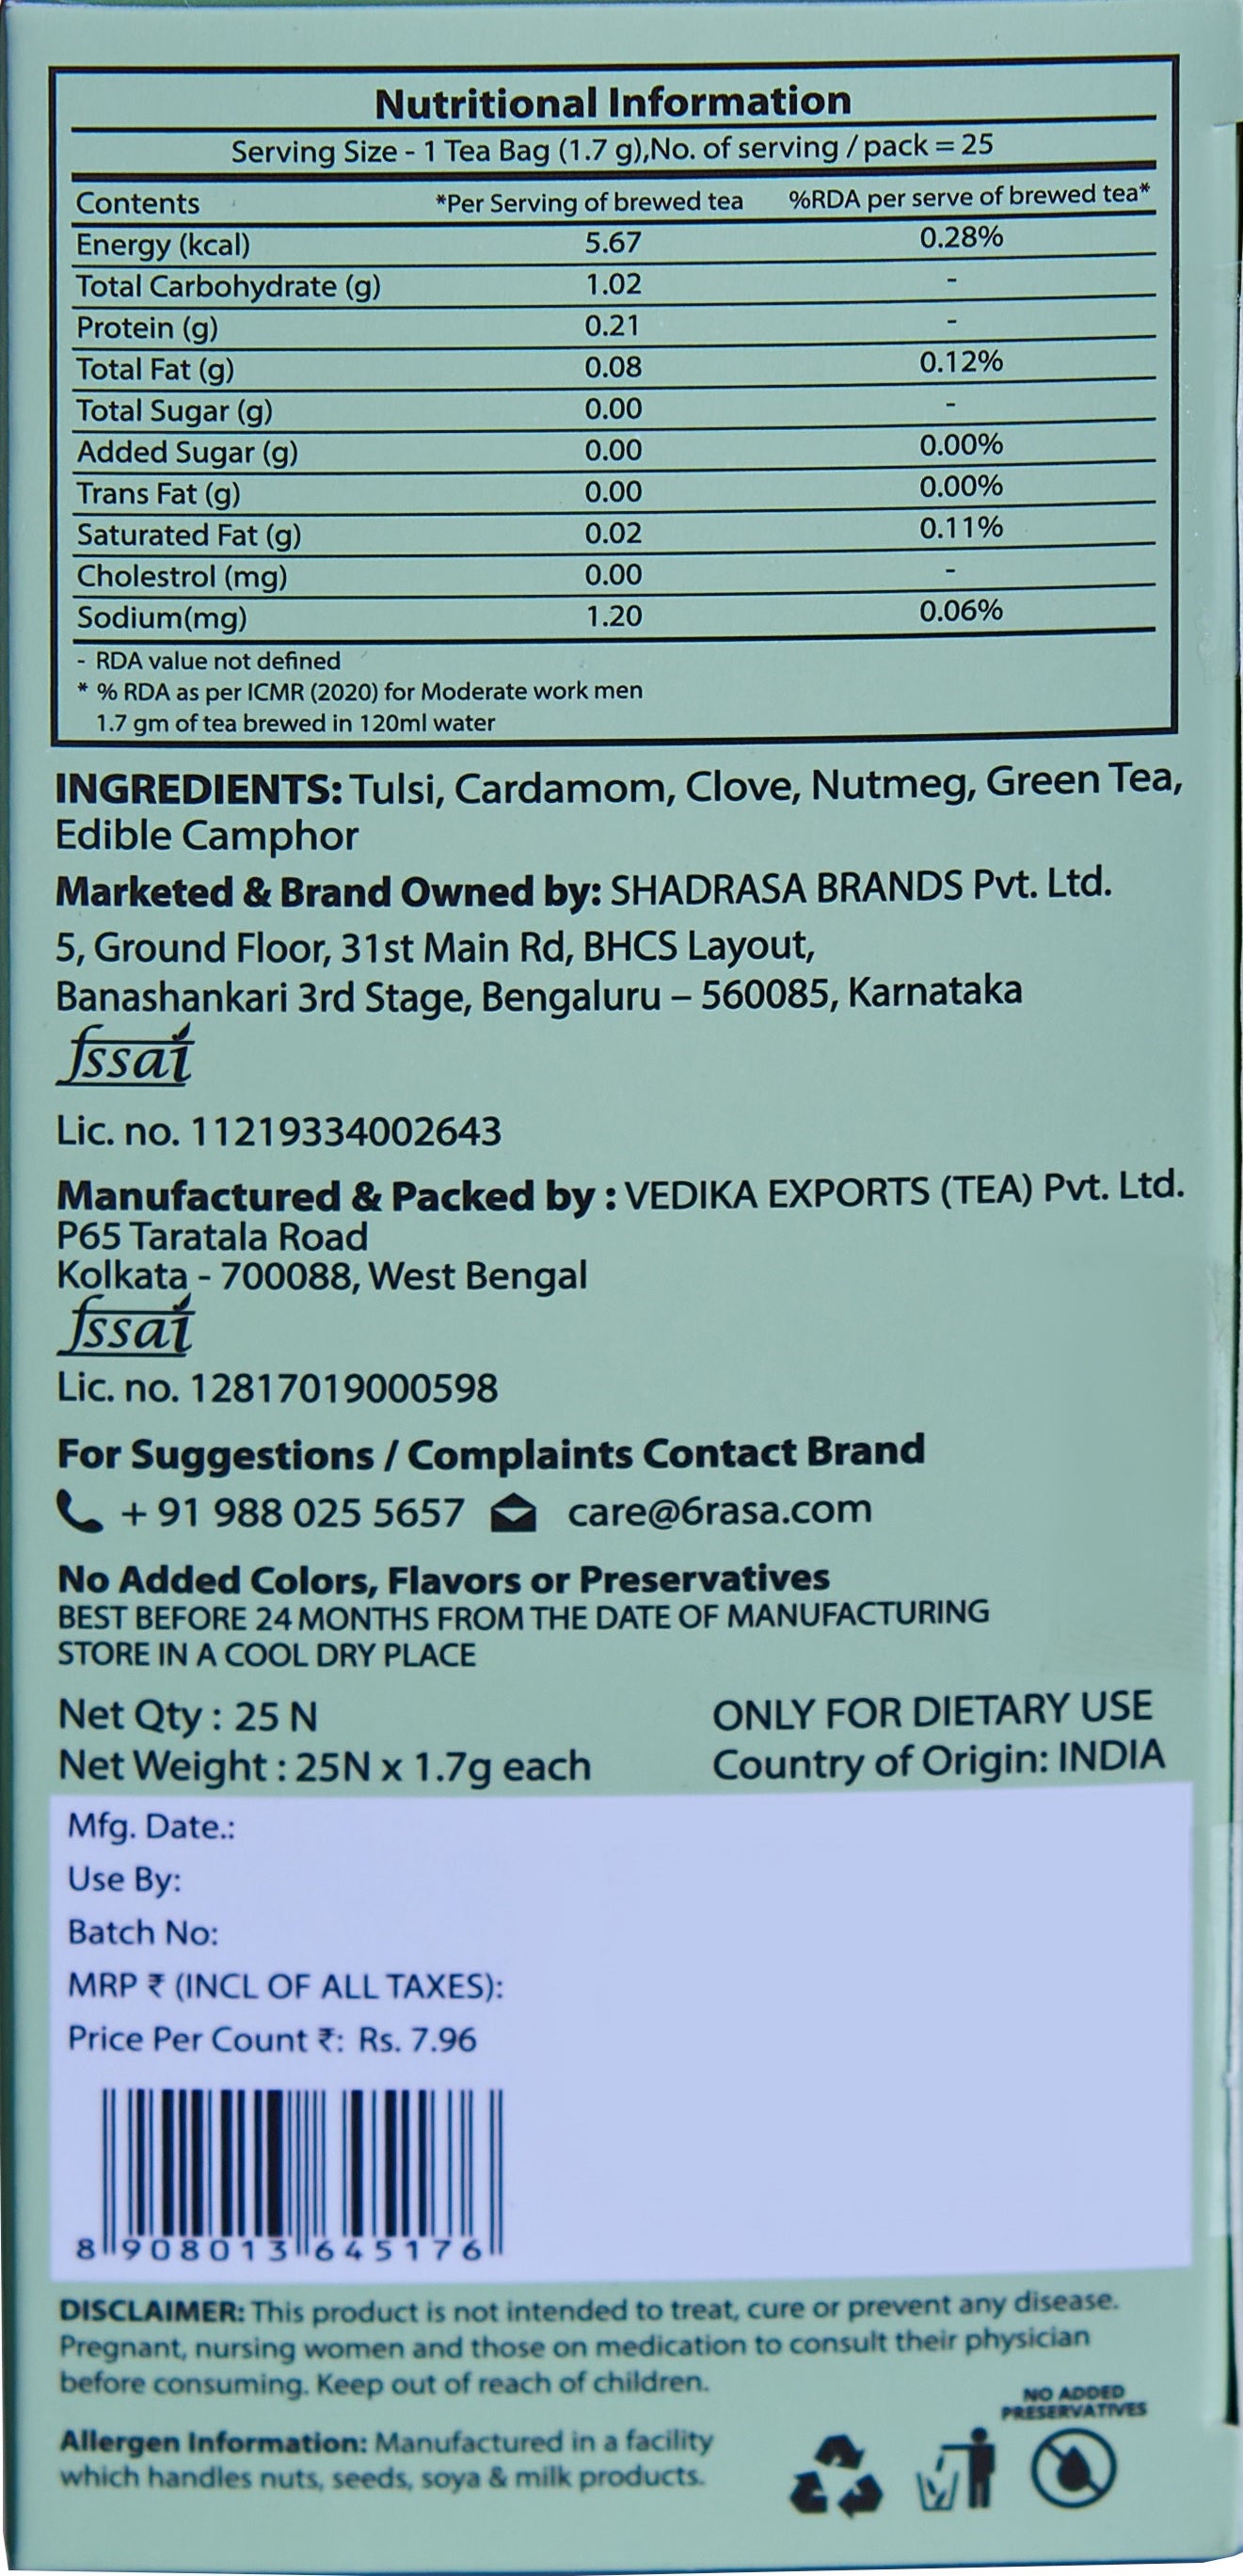 Nutritional Information
Serving Size - 1 Tea Bag (1.7 g),No. of serving / pack = 25
Contents *Per Serving of brewed tea %RDA per serve of brewed tea*
Energy (kcal) 5.67 0.28%
Total Carbohydrate (g) 1.02 -
Protein (g) 0.21 -
Total Fat (g) 0.08 0.12%
Total Sugar (g) 0.00 -
Added Sugar (g) 0.00 0.00%
Trans Fat (g) 0.00 0.00%
Saturated Fat (g) 0.02 0.11%
Cholestrol (mg) 0.00 -
Sodium(mg) 1.20 0.06%
- RDA value not defined
* % RDA as per ICMR (2020) for Moderate work men
1.7 gm of tea brewed in 120ml water
INGREDIENTS: Tulsi, Cardamom, Clove, Nutmeg, Green Tea,
Edible Camphor
Marketed & Brand Owned by: SHADRASA BRANDS Pvt. Ltd.
5, Ground Floor, 31st Main Rd, BHCS Layout,
Banashankari 3rd Stage, Bengaluru – 560085, Karnataka
fssai
Lic. no. 11219334002643
Manufactured & Packed by : VEDIKA EXPORTS (TEA) Pvt. Ltd.
P65 Taratala Road
Kolkata - 700088, West Bengal
fssai
Lic. no. 12817019000598
For Suggestions / Complaints Contact Brand
+ 91 988 025 5657 care@6rasa.com
No Added Colors, Flavors or Preservatives
BEST BEFORE 24 MONTHS FROM THE DATE OF MANUFACTURING
STORE IN A COOL DRY PLACE
Net Qty : 25 N ONLY FOR DIETARY USE
Net Weight : 25N x 1.7g each Country of Origin: INDIA
Mfg. Date.:
Use By:
Batch No:
MRP ₹ (INCL OF ALL TAXES):
Price Per Count ₹: Rs. 7.96
8 908013 645176
DISCLAIMER: This product is not intended to treat, cure or prevent any disease.
Pregnant, nursing women and those on medication to consult their physician
before consuming. Keep out of reach of children.
NO ADDED
PRESERVATIVES
Allergen Information: Manufactured in a facility
which handles nuts, seeds, soya & milk products.